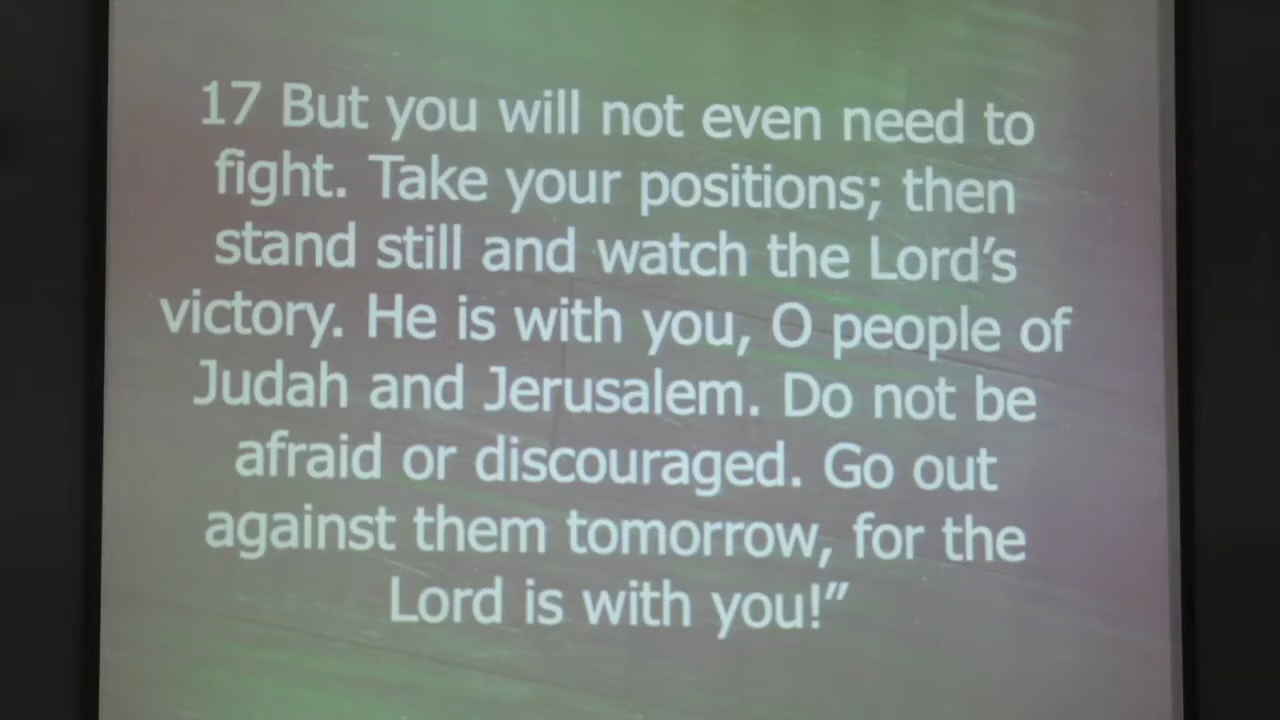 17 But you will not even need to
fight. Take your positions; then
stand still and watch the Lord’s
victory. He is with you, O people of
Judah and Jerusalem. Do not be
afraid or discouraged. Go out
against them tomorrow, for the
Lord is with you!”